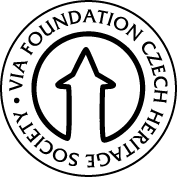 VIA FOUNDATION CZECH HERITAGE SOCIETY •